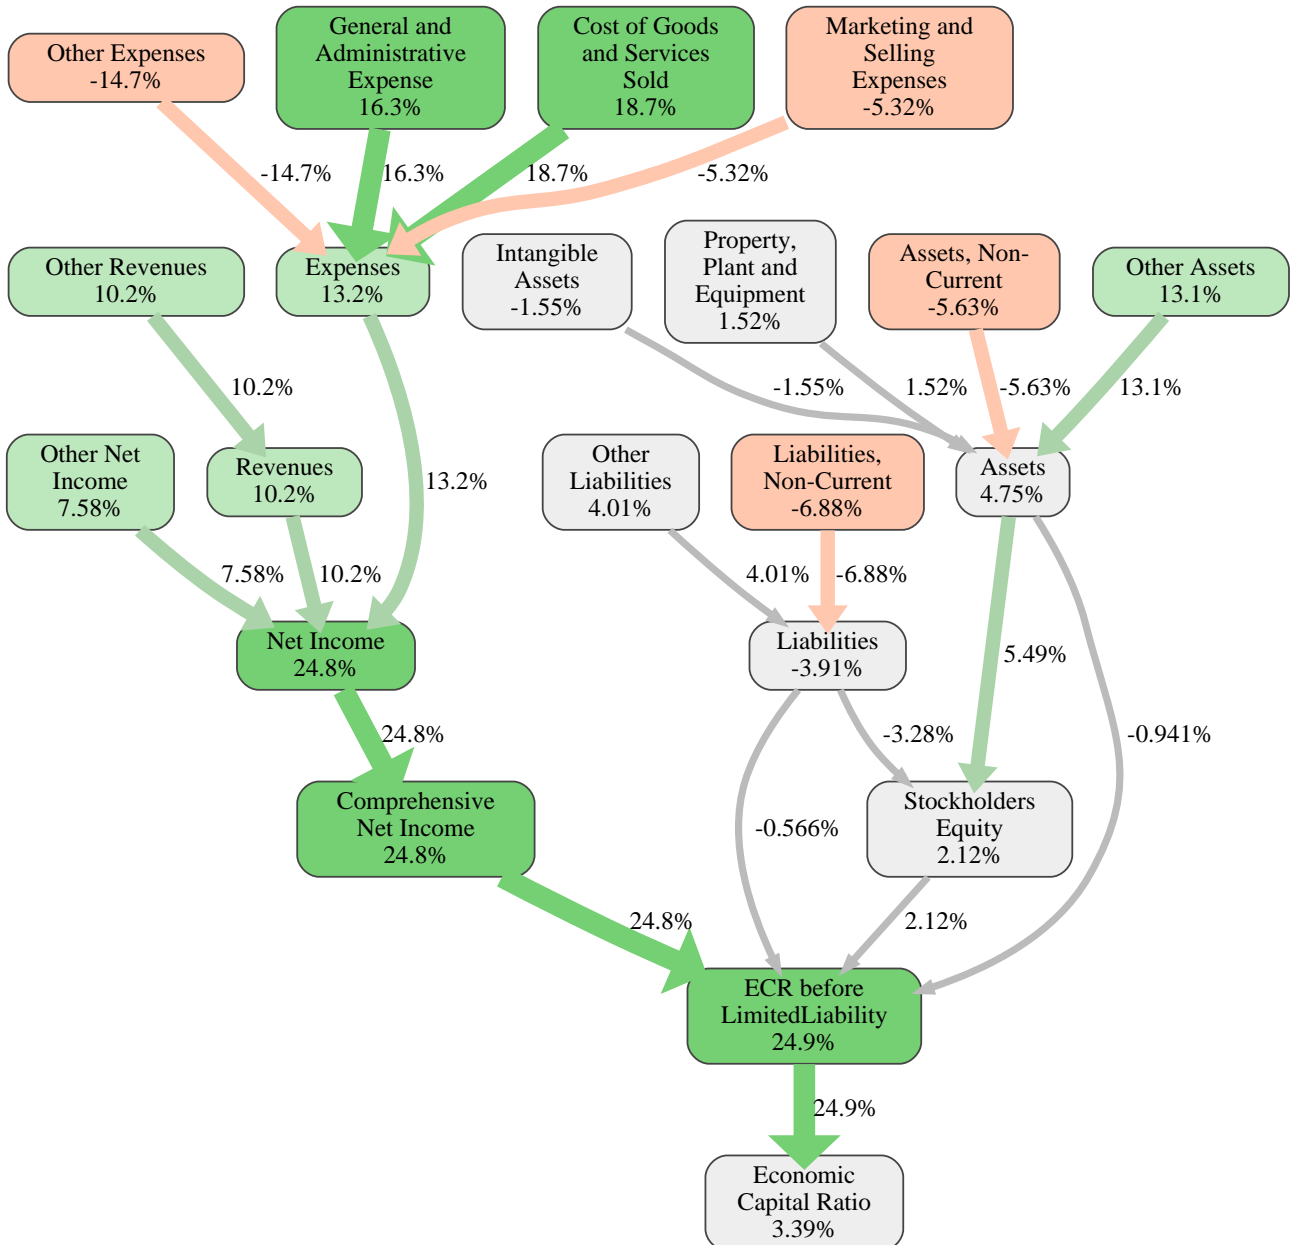 Other Expenses
-14.7%
General and
Administrative
Expense
16.3%
Cost of Goods
and Services
Sold
18.7%
Marketing and
Selling
Expenses
-5.32%
-14.7%
16.3%
18.7%
-5.32%
Other Revenues
10.2%
Expenses
13.2%
Intangible
Assets
-1.55%
Property,
Plant and
Equipment
1.52%
Assets, Non-
Current
-5.63%
Other Assets
13.1%
10.2%
-1.55%
1.52%
-5.63%
13.1%
Other Net
Income
7.58%
Revenues
10.2%
13.2%
Other
Liabilities
4.01%
Liabilities,
Non-Current
-6.88%
Assets
4.75%
7.58%
10.2%
4.01%
-6.88%
Net Income
24.8%
Liabilities
-3.91%
5.49%
24.8%
-3.28%
-0.941%
Comprehensive
Net Income
24.8%
-0.566%
Stockholders
Equity
2.12%
24.8%
2.12%
ECR before
LimitedLiability
24.9%
24.9%
Economic
Capital Ratio
3.39%